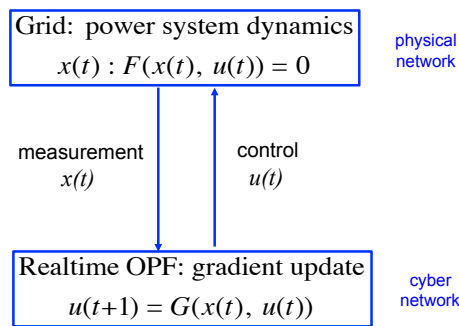 Grid: power system dynamics
x(t) : F(x(t), u(t)) = 0
physical
network
measurement
x(t)
control
u(t)
Realtime OPF: gradient update
u(t+1) = G(x(t), u(t))
cyber
network